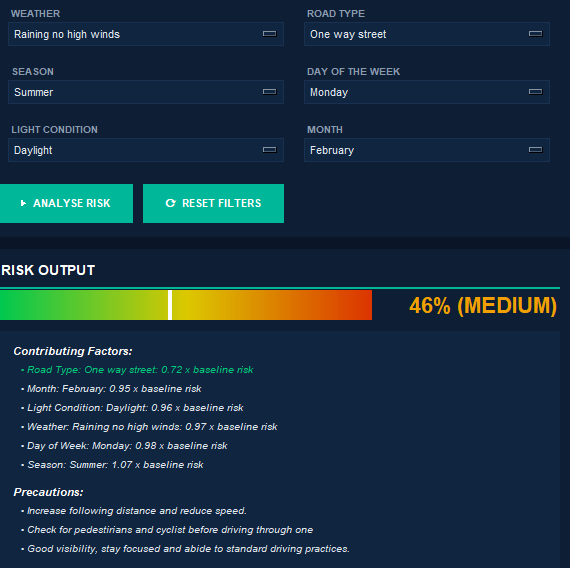 WEATHER
ROAD TYPE
Raining no high winds
One way street
SEASON
DAY OF THE WEEK
Summer
Monday
LIGHT CONDITION
MONTH
Daylight
February
ANALYSE RISK
RESET FILTERS
RISK OUTPUT
46% (MEDIUM)
Contributing Factors:
• Road Type: One way street: 0.72 x baseline risk
• Month: February: 0.95 x baseline risk
• Light Condition: Daylight: 0.96 x baseline risk
• Weather: Raining no high winds: 0.97 x baseline risk
• Day of Week: Monday: 0.98 x baseline risk
• Season: Summer: 1.07 x baseline risk
Precautions:
• Increase following distance and reduce speed.
• Check for pedestirians and cyclist before driving through one
• Good visibility, stay focused and abide to standard driving practices.